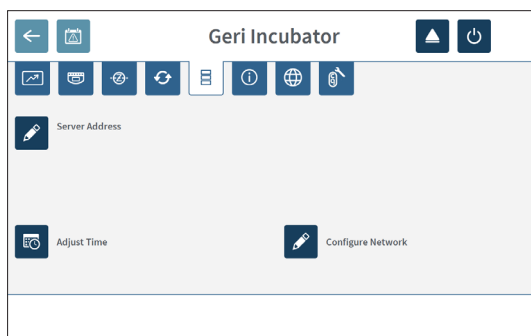 Geri Incubator
Server Address
Adjust Time
Configure Network